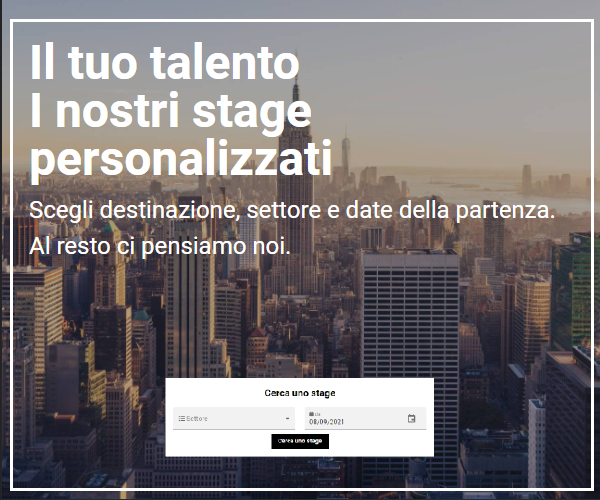 Il tuo talento
I nostri stage
personalizzati
Scegli destinazione, settore e date della partenza.
Al resto ci pensiamo noi.
Cerca uno stage
Settore
08/09/2021
Cerca uno stage